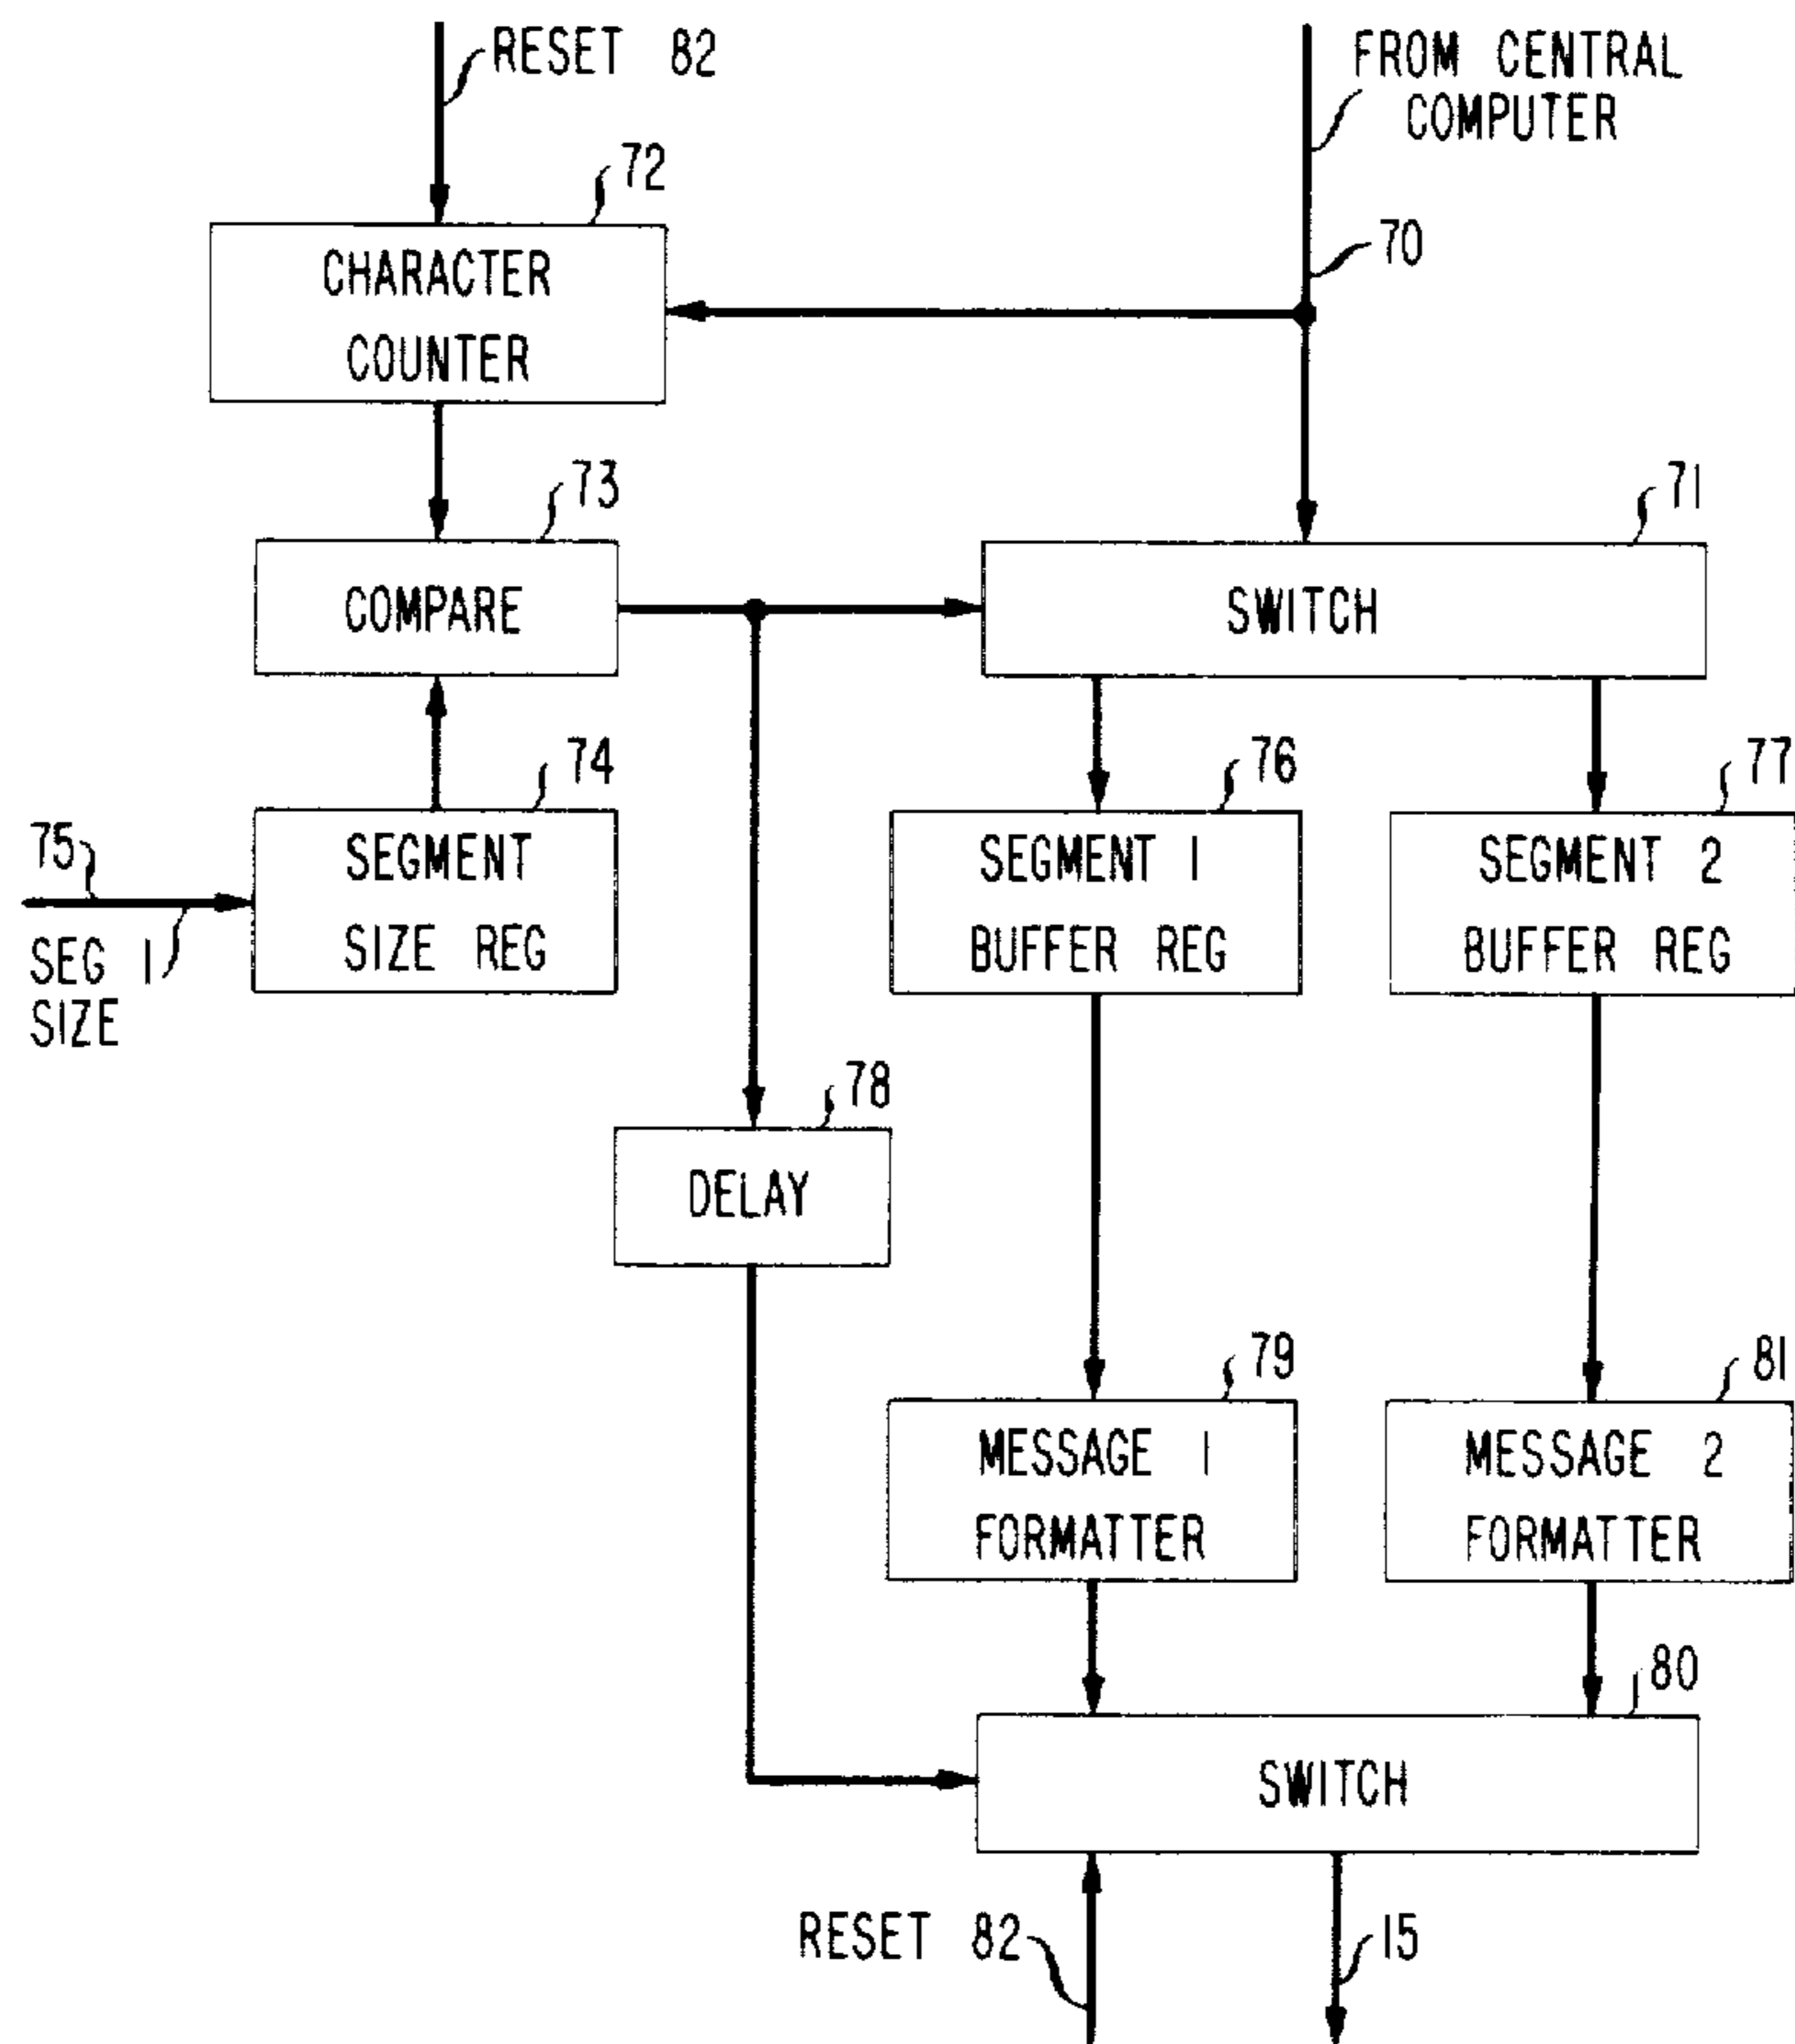 RESET 82
FROM CENTRAL
COMPUTER
72
70
CHARACTER
COUNTER
73
71
COMPARE
SWITCH
74
76
77
75
SEG 1
SIZE
SEGMENT
SIZE REG
SEGMENT 1
BUFFER REG
SEGMENT 2
BUFFER REG
78
DELAY
79
81
MESSAGE 1
FORMATTER
MESSAGE 2
FORMATTER
80
SWITCH
RESET 82
15